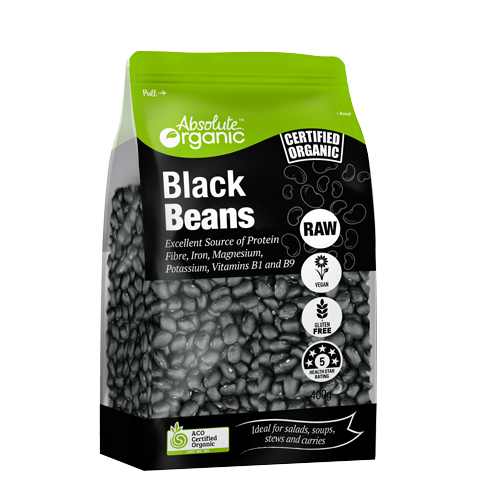 Pull →
Absolute™
Organic
CERTIFIED
ORGANIC
Black
Beans
Excellent Source of Protein
Fibre, Iron, Magnesium,
Potassium, Vitamins B1 and B9
RAW
VEGAN
GLUTEN
FREE
5
HEALTH STAR
RATING
400g
ACO
Certified
Organic
Ideal for salads, soups,
stews and curries